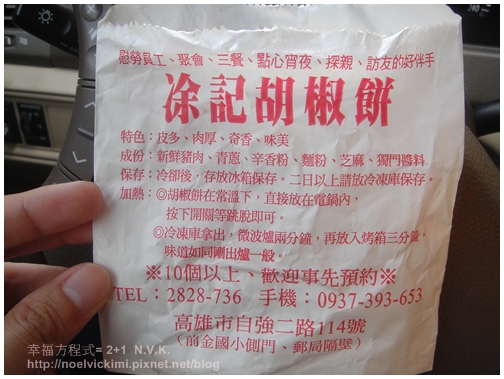 慰勞員工、聚會、三餐、點心宵夜、探親、訪友的好伴手
凃記胡椒餅
特色：皮多、肉厚、奇香、味美
成份：新鮮豬肉、青蔥、辛香粉、麵粉、芝麻、獨門醬料
保存：冷卻後，存放冰箱保存。二日以上請放冷凍庫保存。
加熱：◎胡椒餅在常溫下，直接放在電鍋內，
按下開關等跳脫即可。
◎冷凍庫拿出，微波爐兩分鐘，再放入烤箱三分鐘，
味道如同剛出爐一般。
※10個以上、歡迎事先預約※
TEL：2828-736 手機：0937-393-653
高雄市自強二路114號
（前金國小側門、郵局隔壁）
幸福方程式= 2+1 N.V.K.
http://noelvickimi.pixnet.net/blog